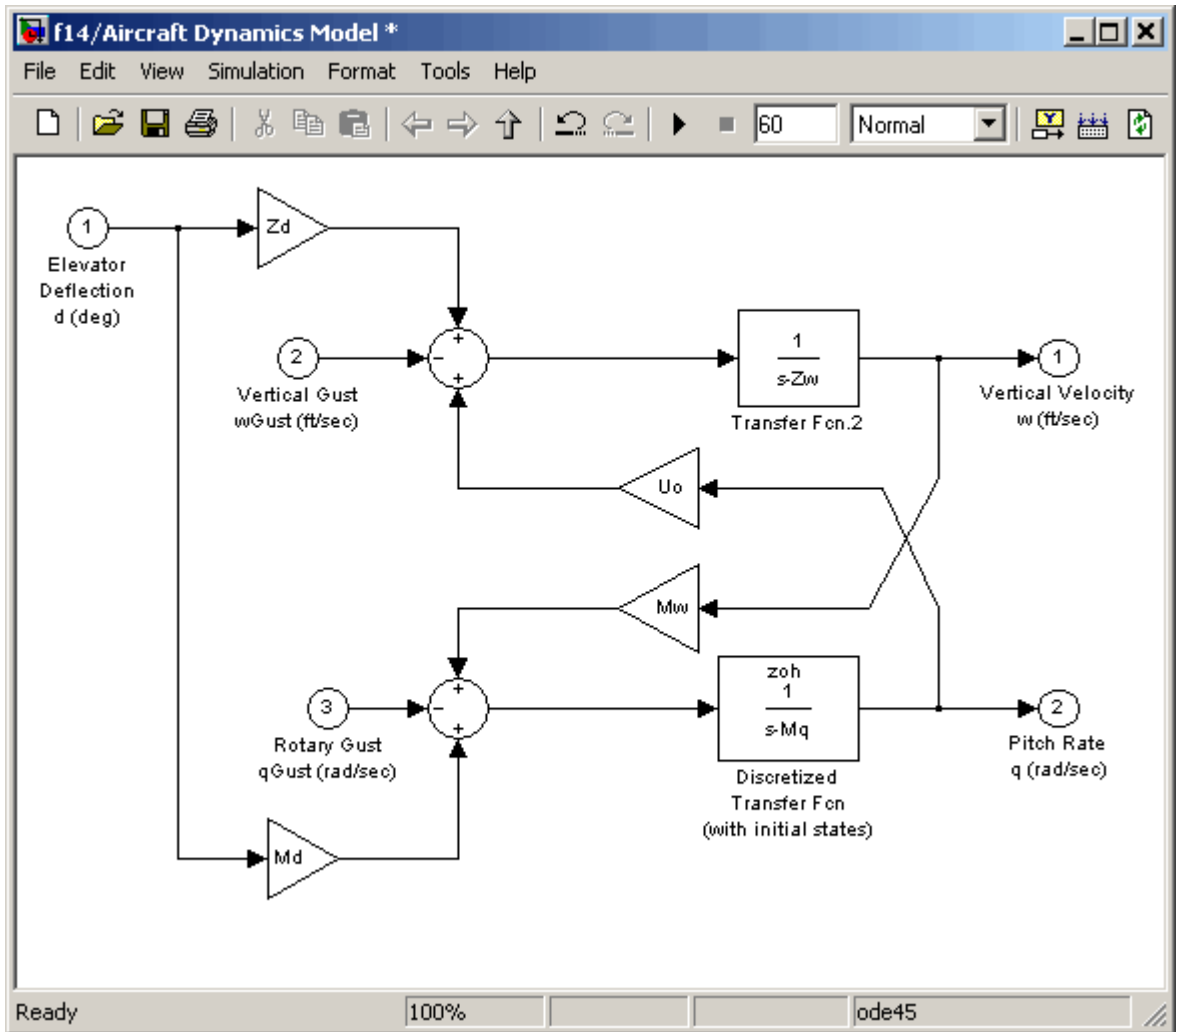 f14/Aircraft Dynamics Model *
File Edit View Simulation Format Tools Help
60 Normal
1
Elevator
Deflection
d (deg)
Zd
+
-
+
2
Vertical Gust
wGust (ft/sec)
1
s-Zw
Transfer Fcn.2
1
Vertical Velocity
w (ft/sec)
Uo
Mw
+
-
+
3
Rotary Gust
qGust (rad/sec)
zoh
1
s-Mq
Discretized
Transfer Fcn
(with initial states)
2
Pitch Rate
q (rad/sec)
Md
Ready 100% ode45